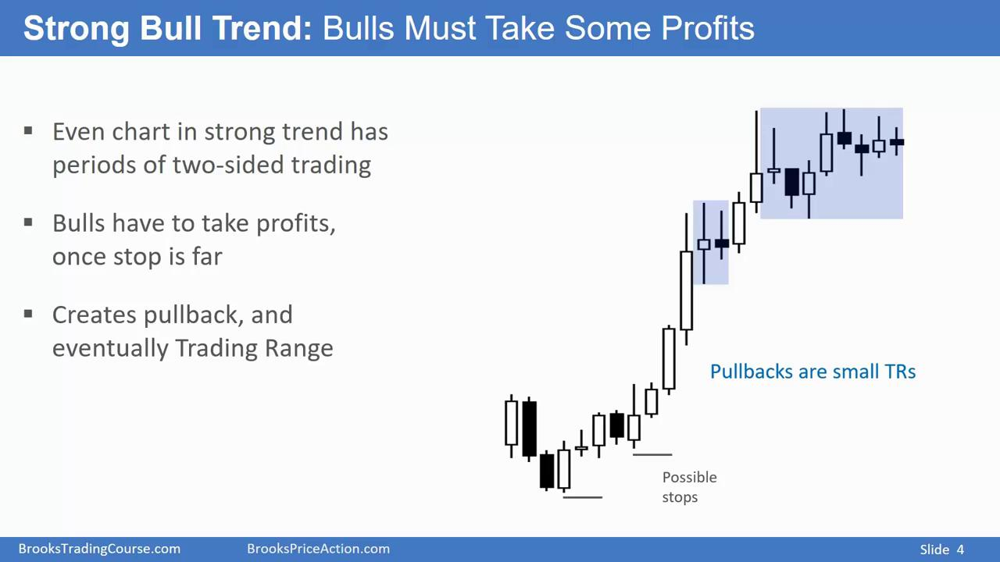 Strong Bull Trend: Bulls Must Take Some Profits
▪ Even chart in strong trend has
periods of two-sided trading
▪ Bulls have to take profits,
once stop is far
▪ Creates pullback, and
eventually Trading Range
Pullbacks are small TRs
Possible
stops
BrooksTradingCourse.com
BrooksPriceAction.com
Slide 4